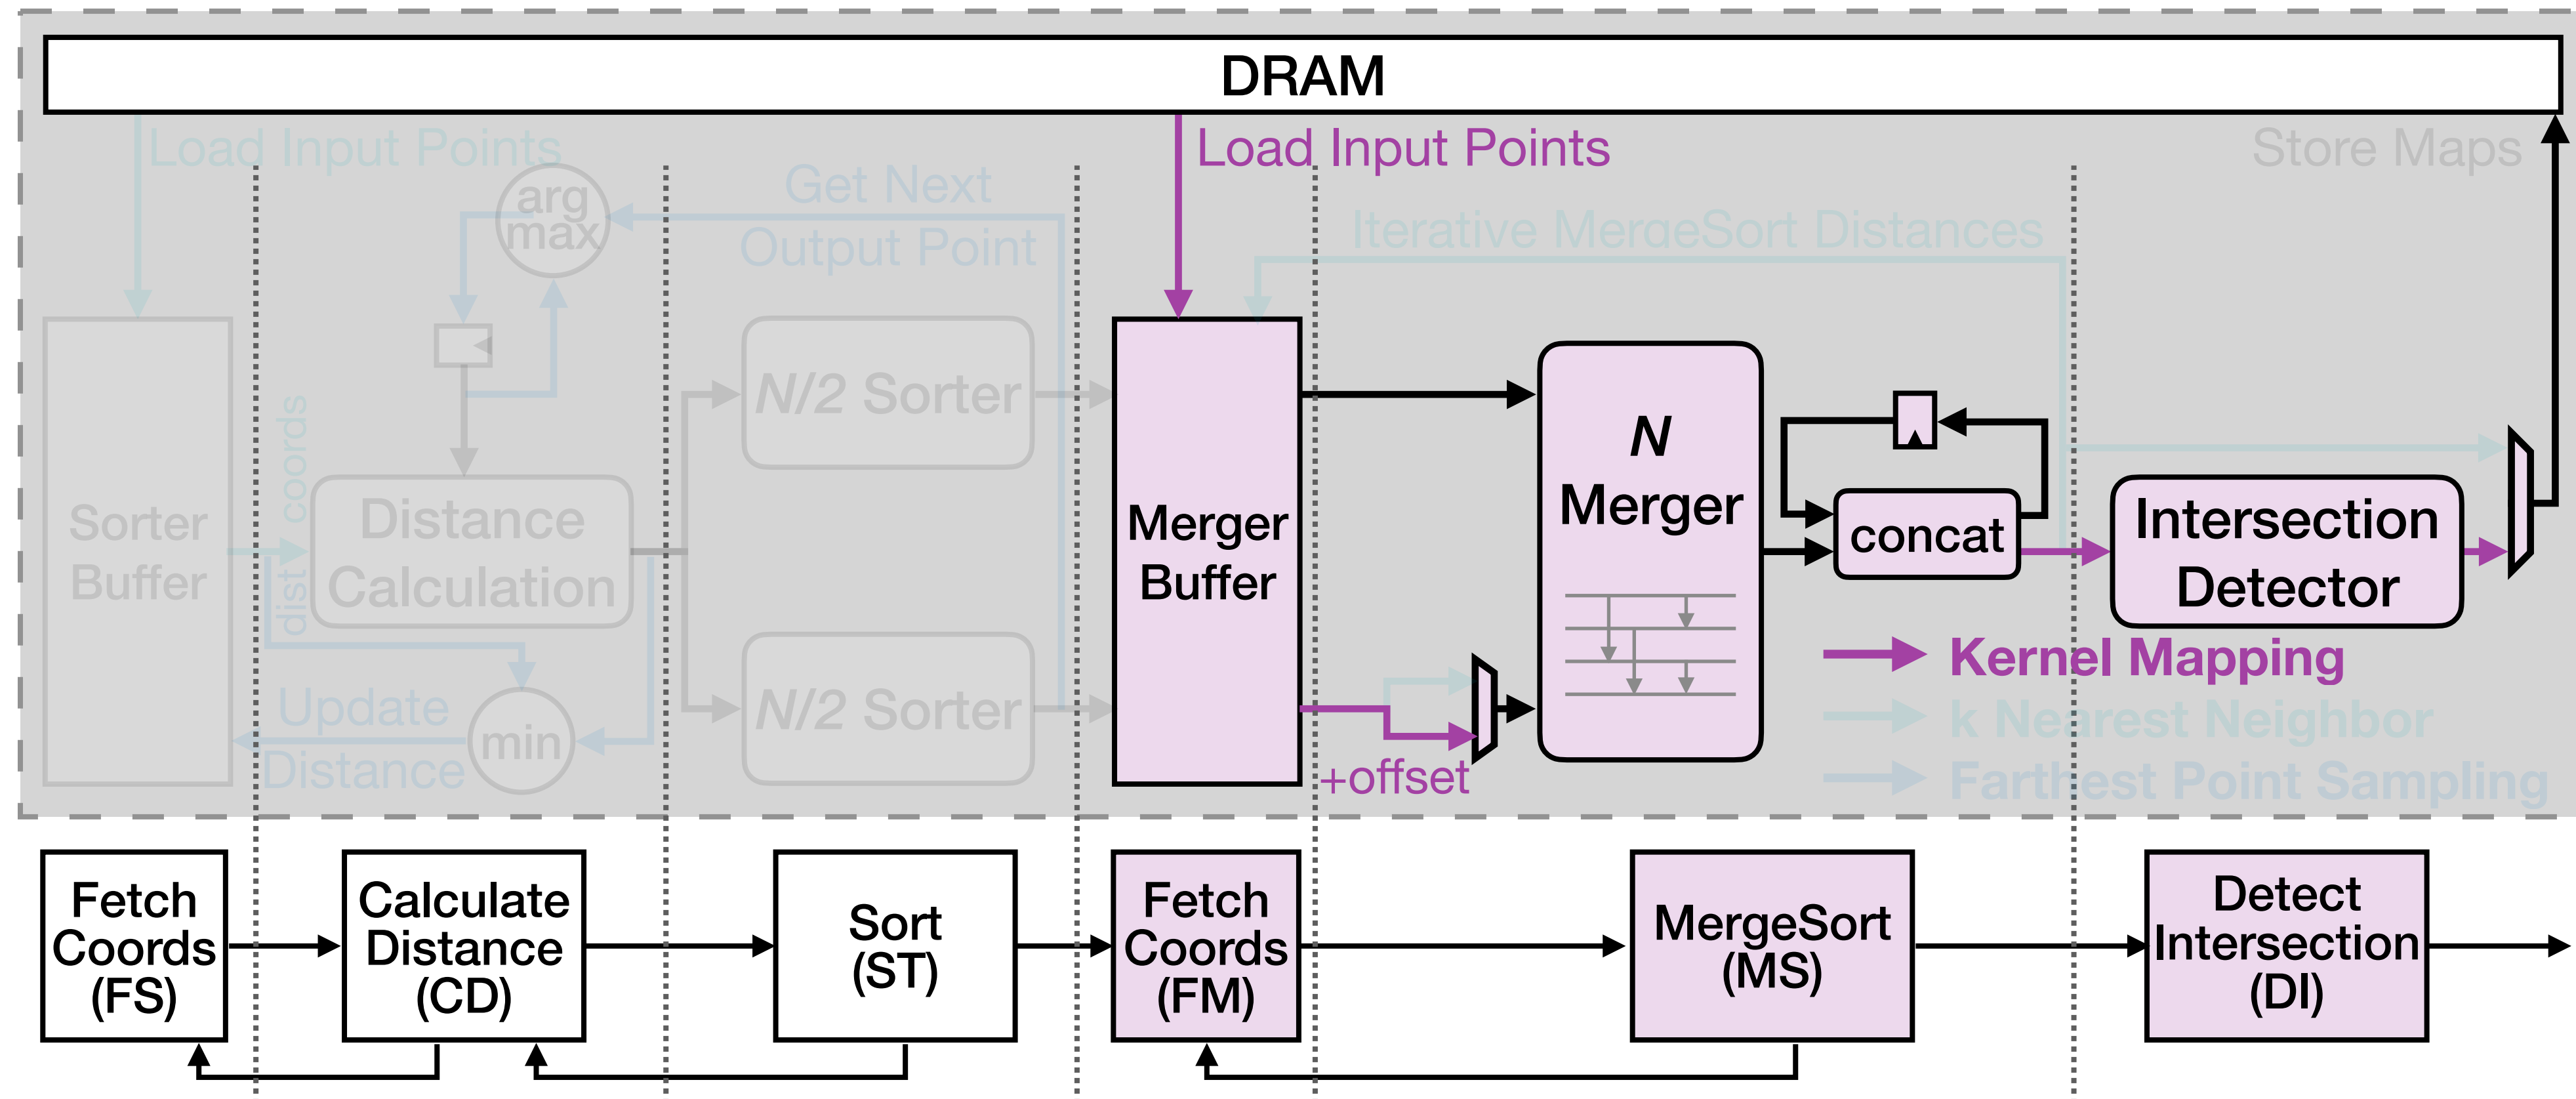 DRAM
Load Input Points
Load Input Points
Store Maps
arg
max
Get Next
Output Point
Iterative MergeSort Distances
Sorter
Buffer
coords
dist
Distance
Calculation
N/2 Sorter
N/2 Sorter
Update
Distance
min
Merger
Buffer
+offset
N
Merger
concat
Intersection
Detector
Kernel Mapping
k Nearest Neighbor
Farthest Point Sampling
Fetch
Coords
(FS)
Calculate
Distance
(CD)
Sort
(ST)
Fetch
Coords
(FM)
MergeSort
(MS)
Detect
Intersection
(DI)